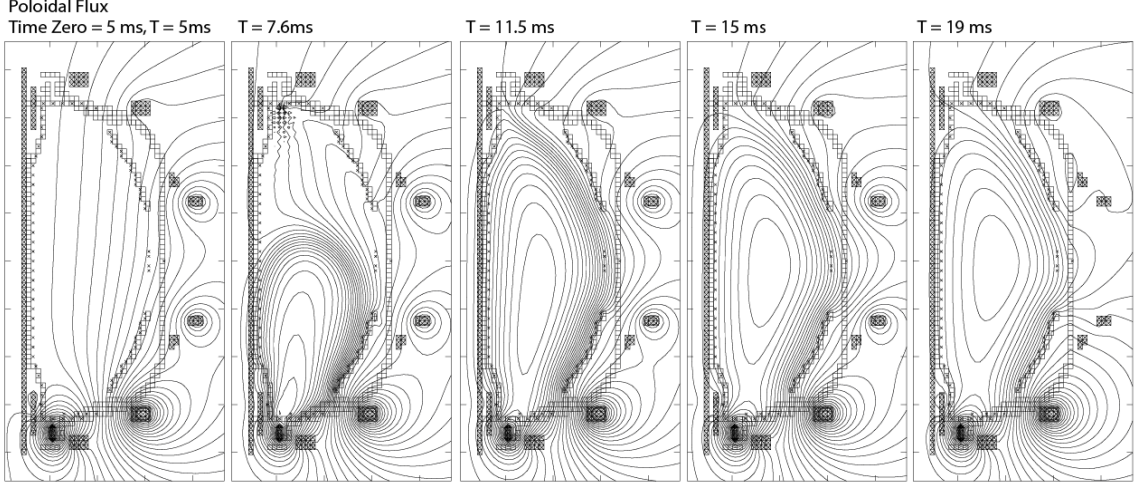 Poloidal Flux
Time Zero = 5 ms, T = 5ms
T = 7.6ms
T = 11.5 ms
T = 15 ms
T = 19 ms